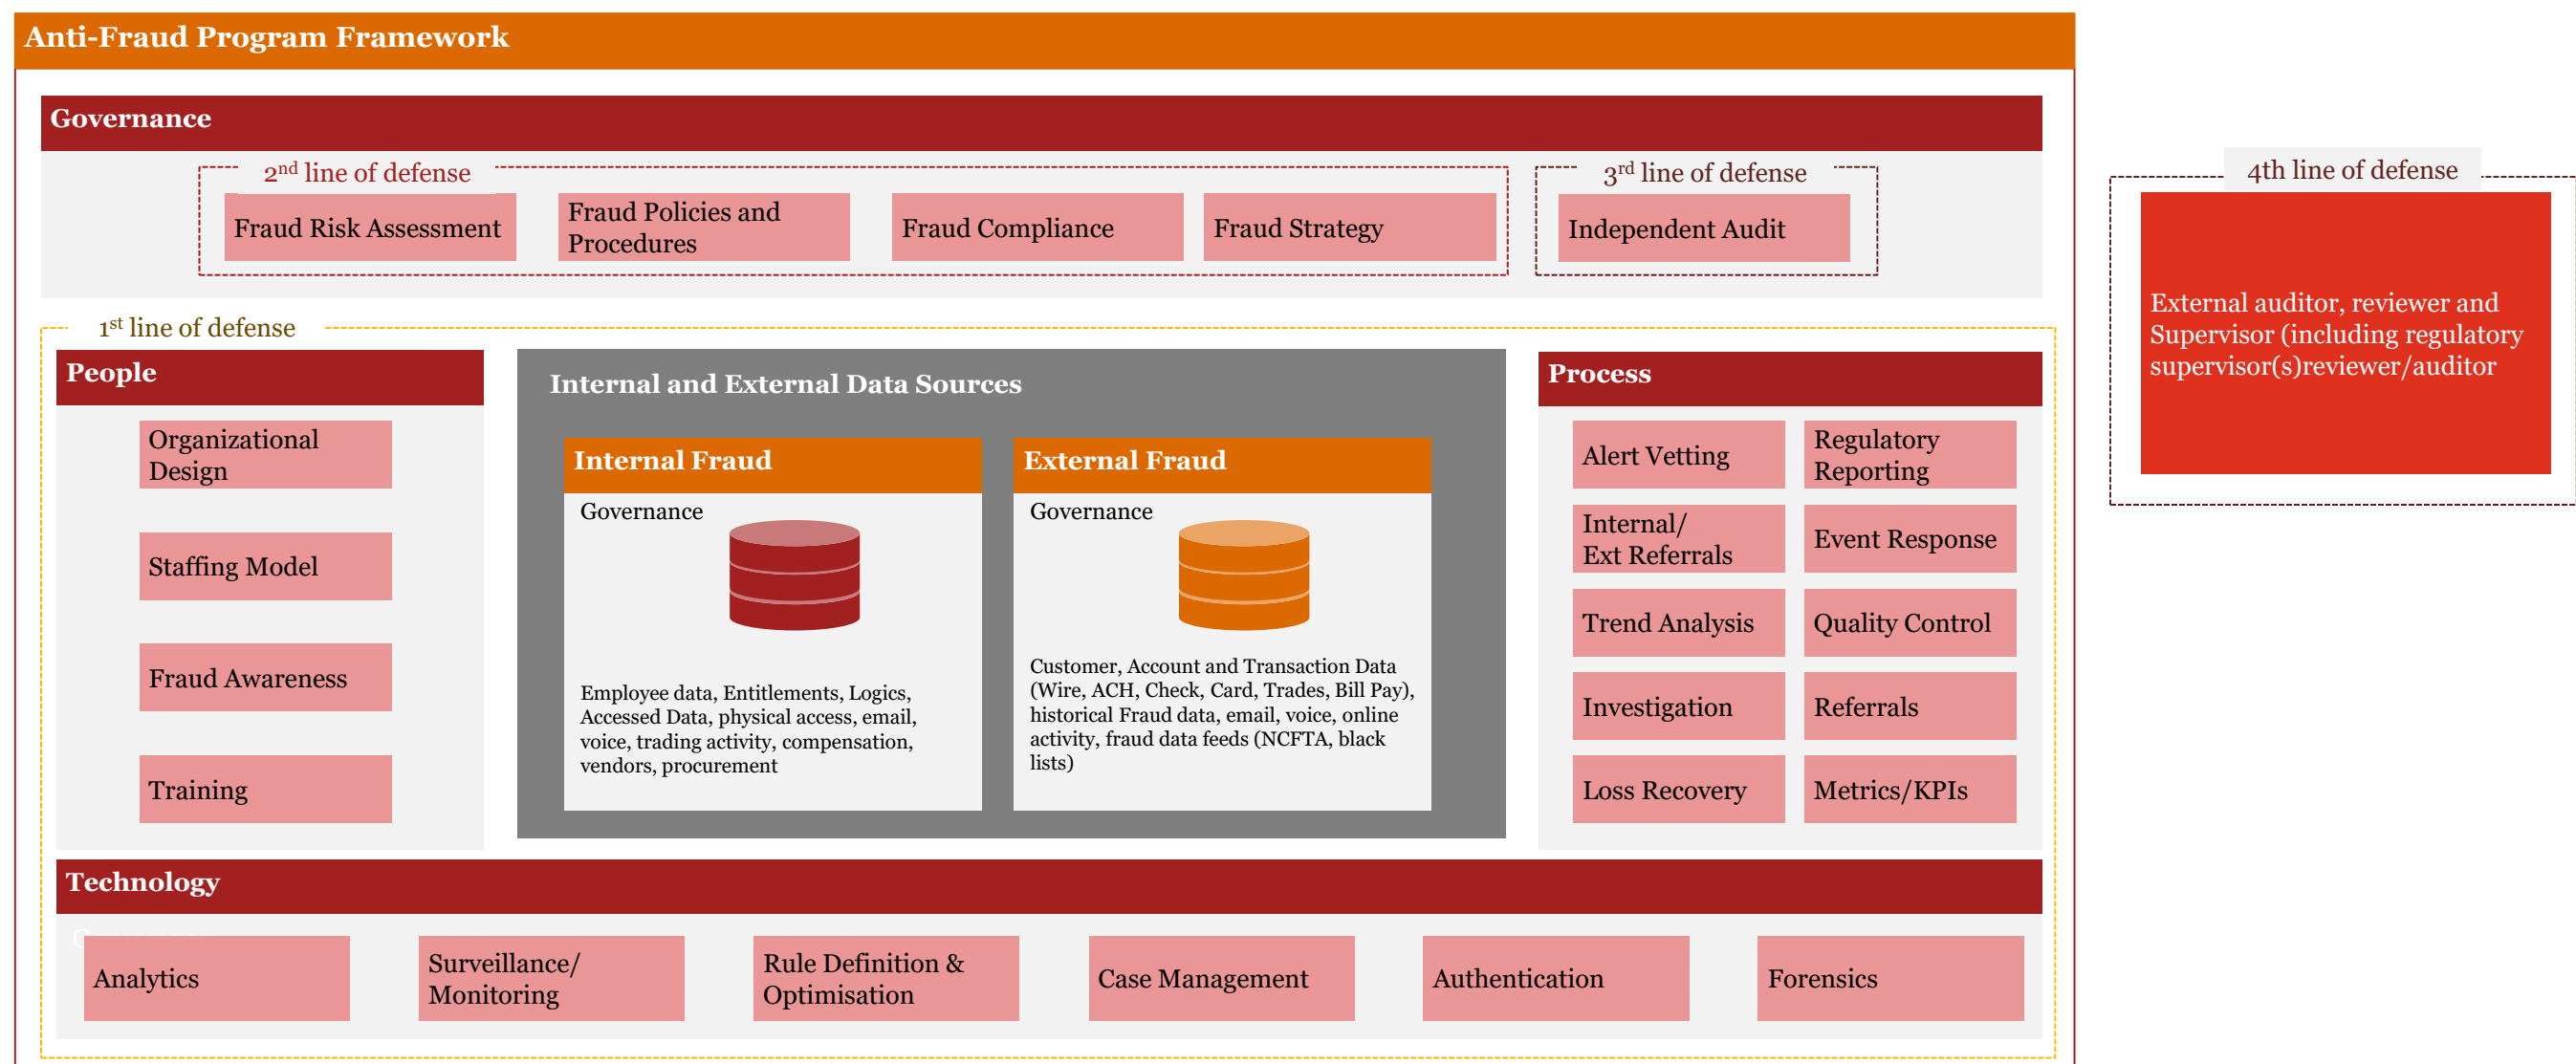 Anti-Fraud Program Framework
Governance
2nd line of defense
3rd line of defense
4th line of defense
Fraud Risk Assessment
Fraud Policies and
Procedures
Fraud Compliance
Fraud Strategy
Independent Audit
External auditor, reviewer and
Supervisor (including regulatory
supervisor(s)reviewer/auditor
1st line of defense
People
Organizational
Design
Staffing Model
Fraud Awareness
Training
Internal and External Data Sources
Internal Fraud
Governance
Employee data, Entitlements, Logics,
Accessed Data, physical access, email,
voice, trading activity, compensation,
vendors, procurement
External Fraud
Governance
Customer, Account and Transaction Data
(Wire, ACH, Check, Card, Trades, Bill Pay),
historical Fraud data, email, voice, online
activity, fraud data feeds (NCFTA, black
lists)
Process
Alert Vetting
Regulatory
Reporting
Internal/
Ext Referrals
Event Response
Trend Analysis
Quality Control
Investigation
Referrals
Loss Recovery
Metrics/KPIs
Technology
Analytics
Surveillance/
Monitoring
Rule Definition &
Optimisation
Case Management
Authentication
Forensics